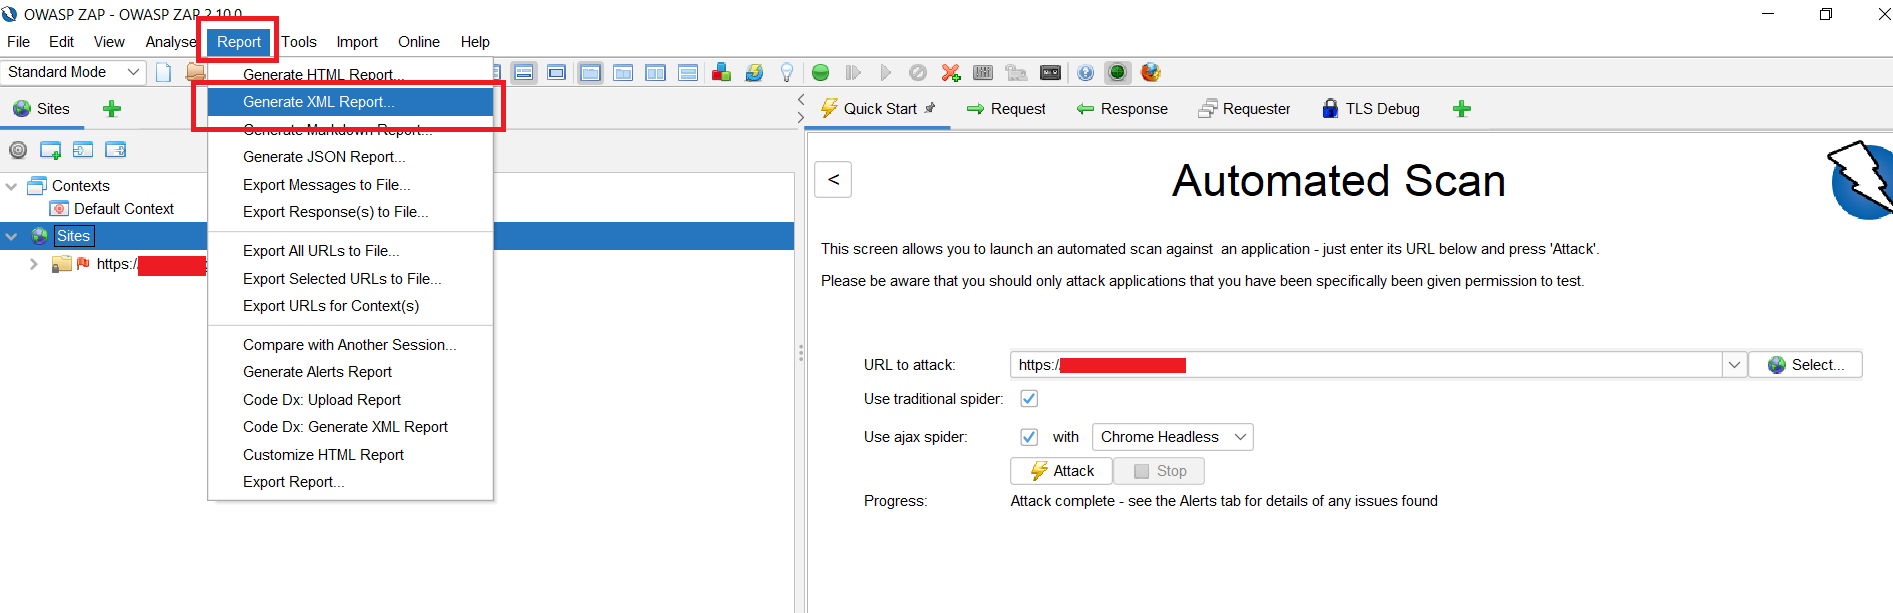 OWASP ZAP - OWASP ZAP 2.10.0
File Edit View Analyse Report Tools Import Online Help
Standard Mode
Generate HTML Report...
Generate XML Report...
Generate Markdown Report...
Generate JSON Report...
Export Messages to File...
Export Response(s) to File...
Export All URLs to File...
Export Selected URLs to File...
Export URLs for Context(s)
Compare with Another Session...
Generate Alerts Report
Code Dx: Upload Report
Code Dx: Generate XML Report
Customize HTML Report
Export Report...
Sites
Contexts
Default Context
Sites
https:/
Quick Start Request Response Requester TLS Debug
<
Automated Scan
This screen allows you to launch an automated scan against an application - just enter its URL below and press 'Attack'.
Please be aware that you should only attack applications that you have been specifically been given permission to test.
URL to attack: https:/ Select...
Use traditional spider:
Use ajax spider: with Chrome Headless
Attack Stop
Progress: Attack complete - see the Alerts tab for details of any issues found